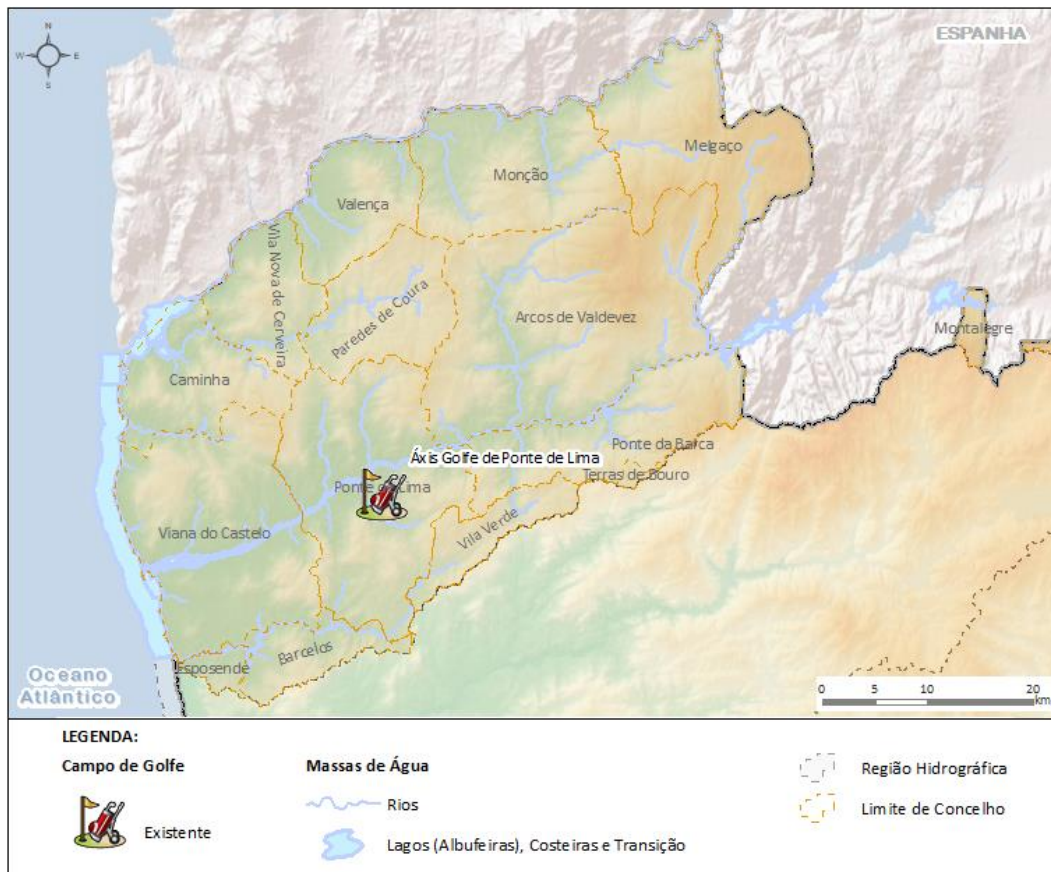 N
W E
S
ESPANHA
Melgaço
Monção
Valença
Vila Nova de Cerveira
Paredes de Coura
Arcos de Valdevez
Montalegre
Caminha
Ponte da Barca
Áxis Golfe de Ponte de Lima
Terras de Bouro
Ponte de Lima
Viana do Castelo
Vila Verde
Barcelos
Esposende
Oceano
Atlântico
0 5 10 20
km
LEGENDA:
Campo de Golfe
Existente
Massas de Água
Rios
Lagos (Albufeiras), Costeiras e Transição
Região Hidrográfica
Limite de Concelho